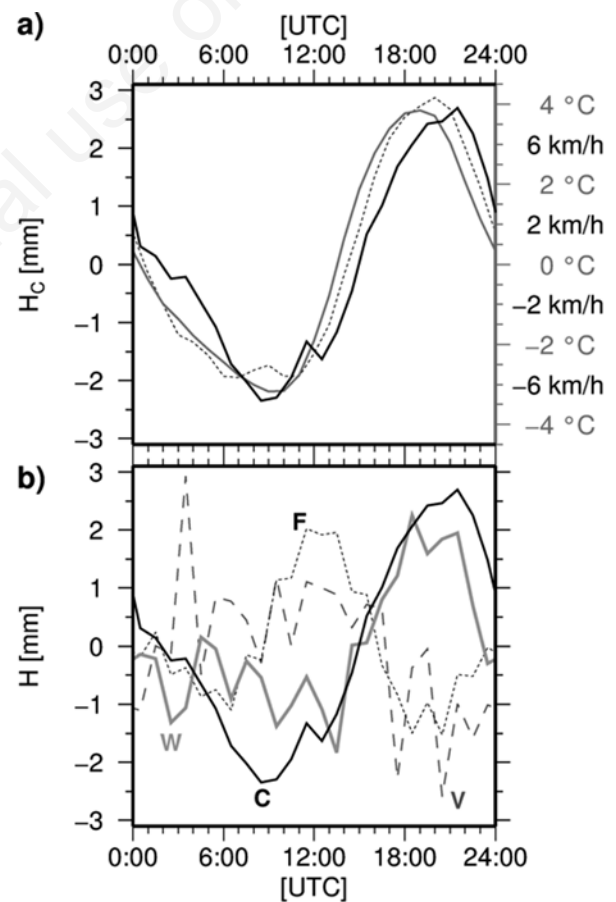 al use o
a)
[UTC]
0:00 6:00 12:00 18:00 24:00
3
2
1
0
−1
−2
−3
H_C [mm]
4 °C
6 km/h
2 °C
2 km/h
0 °C
−2 km/h
−2 °C
−6 km/h
−4 °C
b)
3
2
1
0
−1
−2
−3
H [mm]
F
W
C
V
0:00 6:00 12:00 18:00 24:00
[UTC]